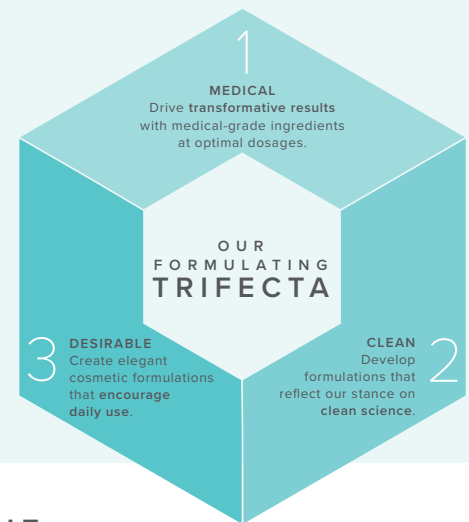 1
MEDICAL
Drive transformative results
with medical-grade ingredients
at optimal dosages.
OUR
FORMULATING
TRIFECTA
CLEAN
Develop
formulations that
reflect our stance on
clean science.
2
3
DESIRABLE
Create elegant
cosmetic formulations
that encourage
daily use.